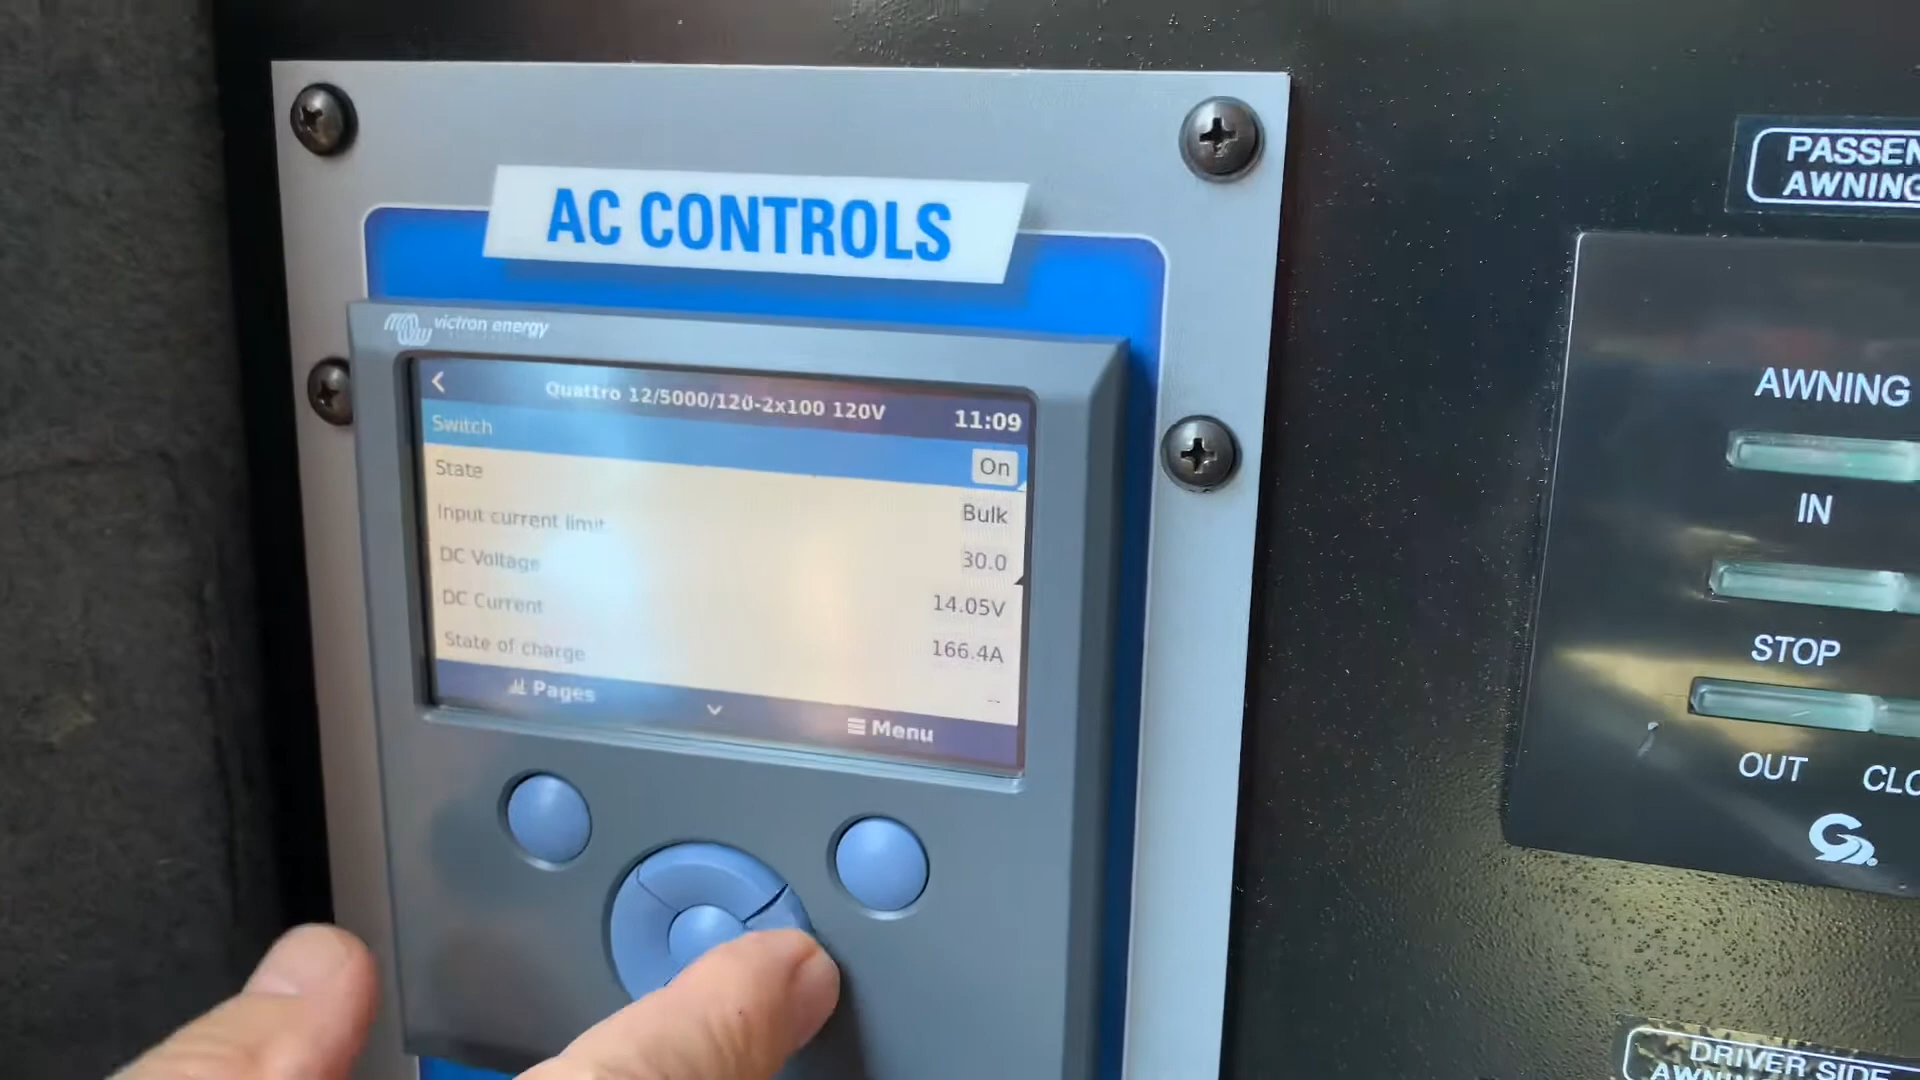 AC CONTROLS
victron energy
Quattro 12/5000/120-2x100 120V
11:09
Switch
On
State
Bulk
Input current limit
30.0
DC Voltage
14.05V
DC Current
166.4A
State of charge
--
Pages
Menu
PASSEN
AWNING
AWNING
IN
STOP
OUT
CLO
DRIVER SIDE
AWNIN